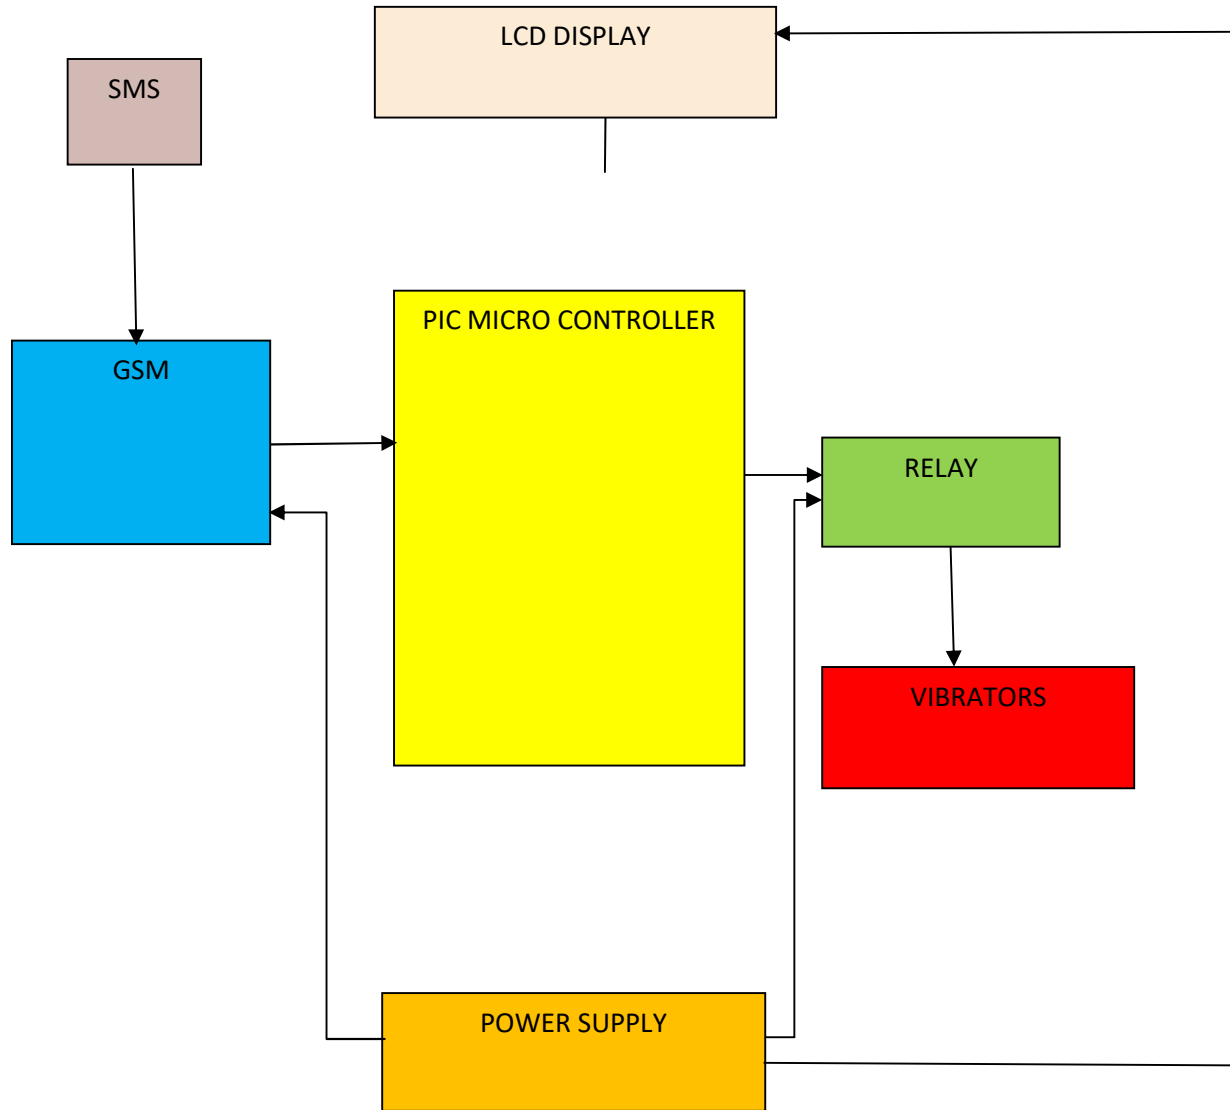 LCD DISPLAY
SMS
PIC MICRO CONTROLLER
GSM
RELAY
VIBRATORS
POWER SUPPLY